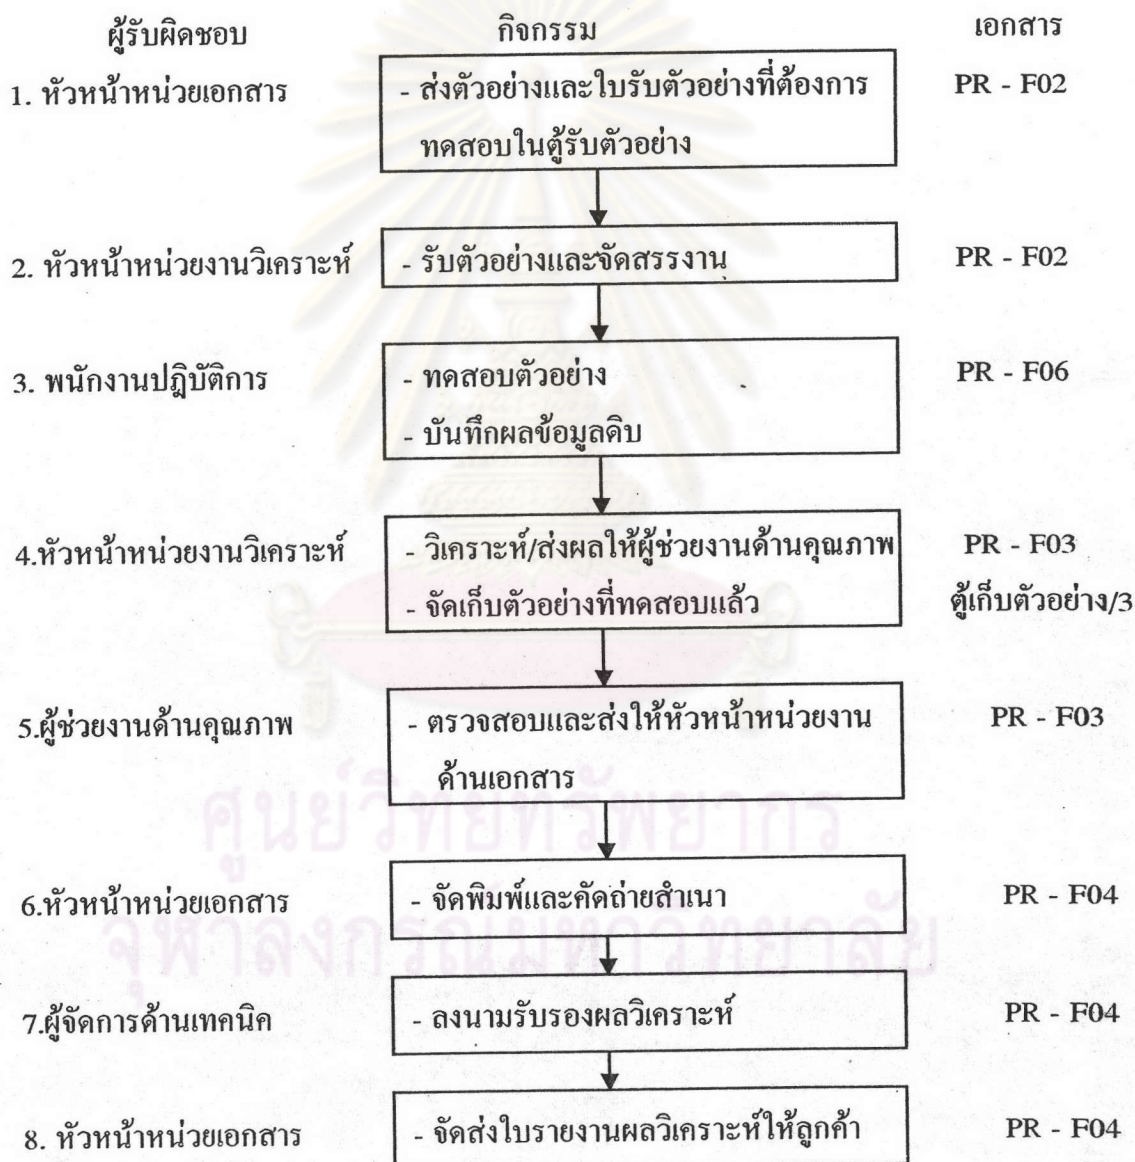 ผู้รับผิดชอบ กิจกรรม เอกสาร
1. หัวหน้าหน่วยเอกสาร - ส่งตัวอย่างและใบรับตัวอย่างที่ต้องการ PR - F02
ทดสอบในตู้รับตัวอย่าง
2. หัวหน้าหน่วยงานวิเคราะห์ - รับตัวอย่างและจัดสรรงาน PR - F02
3. พนักงานปฏิบัติการ - ทดสอบตัวอย่าง PR - F06
- บันทึกผลข้อมูลดิบ
4.หัวหน้าหน่วยงานวิเคราะห์ - วิเคราะห์/ส่งผลให้ผู้ช่วยงานด้านคุณภาพ PR - F03
- จัดเก็บตัวอย่างที่ทดสอบแล้ว ตู้เก็บตัวอย่าง/3
5.ผู้ช่วยงานด้านคุณภาพ - ตรวจสอบและส่งให้หัวหน้าหน่วยงาน PR - F03
ด้านเอกสาร
ศูนย์วิทยทรัพยากร
6.หัวหน้าหน่วยเอกสาร - จัดพิมพ์และคัดถ่ายสำเนา PR - F04
จุฬาลงกรณ์มหาวิทยาลัย
7.ผู้จัดการด้านเทคนิค - ลงนามรับรองผลวิเคราะห์ PR - F04
8. หัวหน้าหน่วยเอกสาร - จัดส่งใบรายงานผลวิเคราะห์ให้ลูกค้า PR - F04